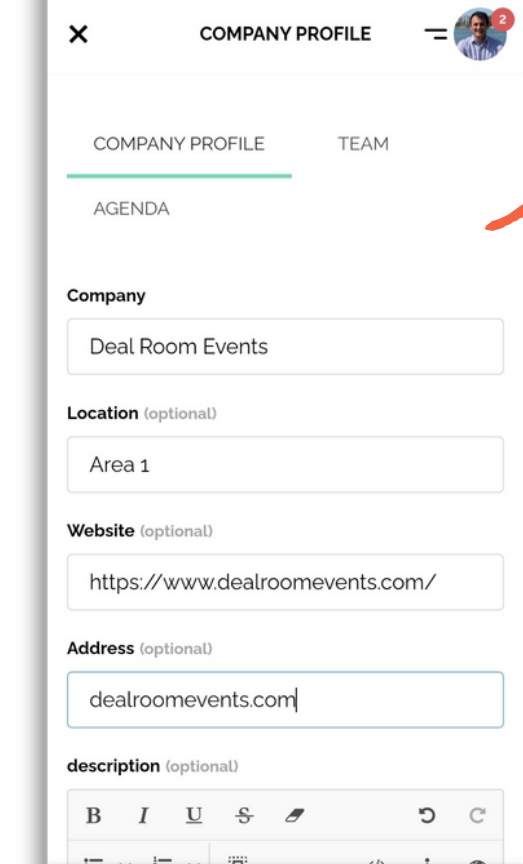 COMPANY PROFILE
2
COMPANY PROFILE
TEAM
AGENDA
Company
Deal Room Events
Location (optional)
Area 1
Website (optional)
https://www.dealroomevents.com/
Address (optional)
dealroomevents.com
description (optional)
B I U S